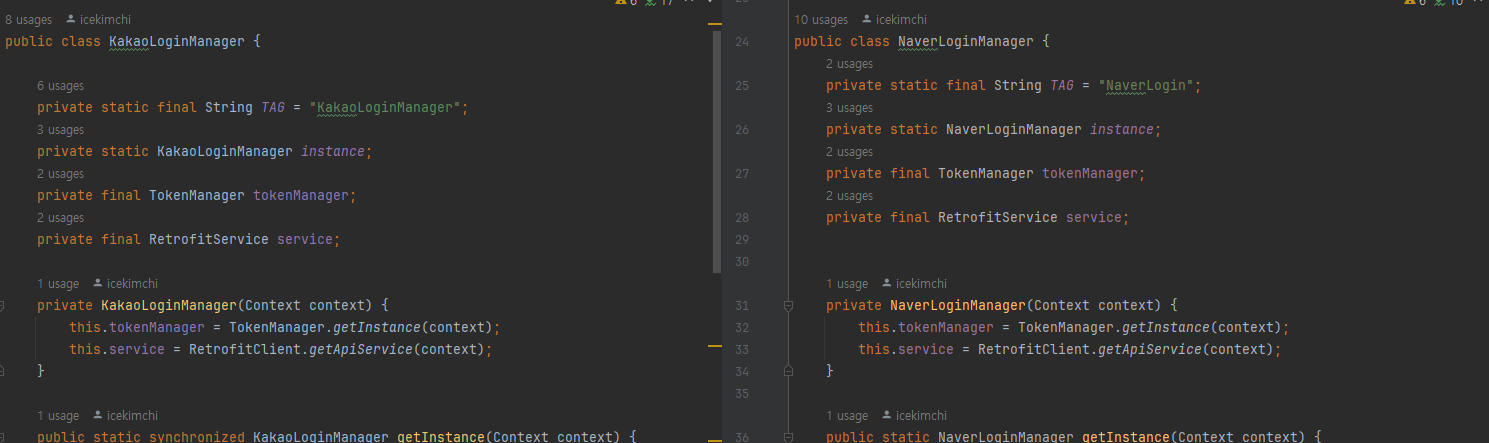 8 usages icekimchi
public class KakaoLoginManager {
6 usages
private static final String TAG = "KakaoLoginManager";
3 usages
private static KakaoLoginManager instance;
2 usages
private final TokenManager tokenManager;
2 usages
private final RetrofitService service;
1 usage icekimchi
private KakaoLoginManager(Context context) {
this.tokenManager = TokenManager.getInstance(context);
this.service = RetrofitClient.getApiService(context);
}
1 usage icekimchi
public static synchronized KakaoLoginManager getInstance(Context context) {
10 usages icekimchi
24 public class NaverLoginManager {
2 usages
25 private static final String TAG = "NaverLogin";
3 usages
26 private static NaverLoginManager instance;
2 usages
27 private final TokenManager tokenManager;
2 usages
28 private final RetrofitService service;
29
30
1 usage icekimchi
31 private NaverLoginManager(Context context) {
32 this.tokenManager = TokenManager.getInstance(context);
33 this.service = RetrofitClient.getApiService(context);
34 }
35
1 usage icekimchi
36 public static NaverLoginManager getInstance(Context context) {